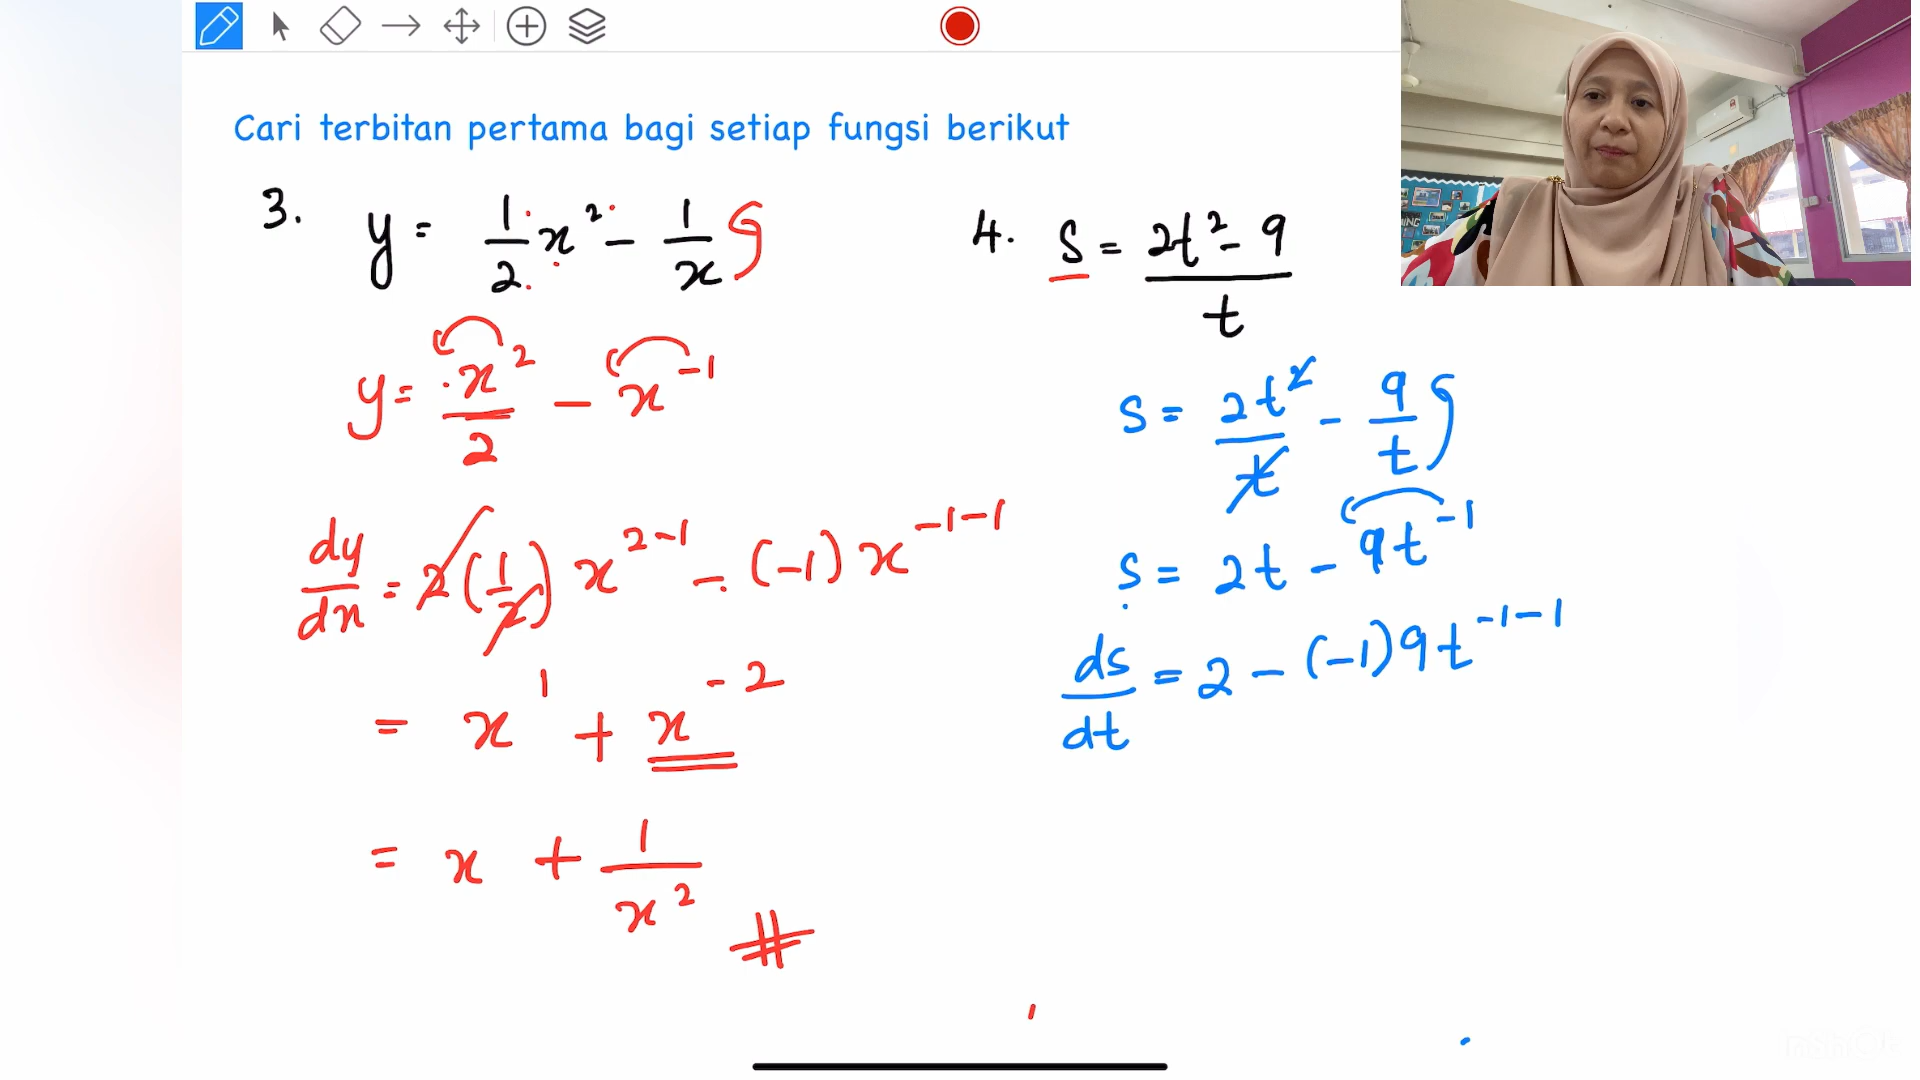 Cari terbitan pertama bagi setiap fungsi berikut
3. y = 1/2 x² - 1/x
y = x²/2 - x⁻¹
dy/dx = 2(1/2) x²⁻¹ - (-1) x⁻¹⁻¹
= x¹ + x⁻²
= x + 1/x² #
4. s = 2t² - 9 / t
s = 2t²/t - 9/t
s = 2t - 9t⁻¹
ds/dt = 2 - (-1)9t⁻¹⁻¹